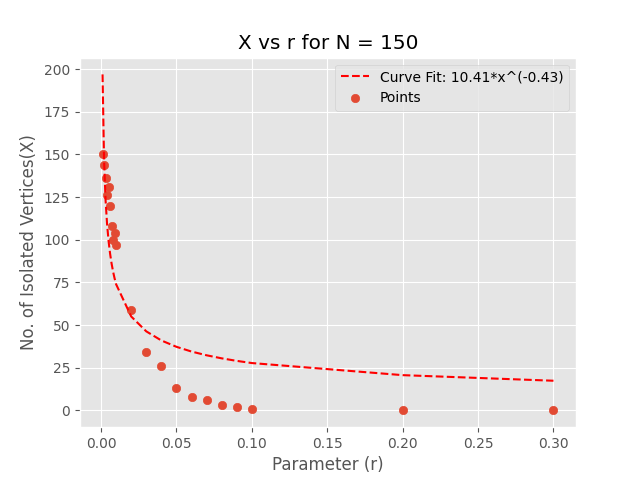 X vs r for N = 150
Curve Fit: 10.41*x^(-0.43)
Points
No. of Isolated Vertices(X)
200
175
150
125
100
75
50
25
0
0.00 0.05 0.10 0.15 0.20 0.25 0.30
Parameter (r)